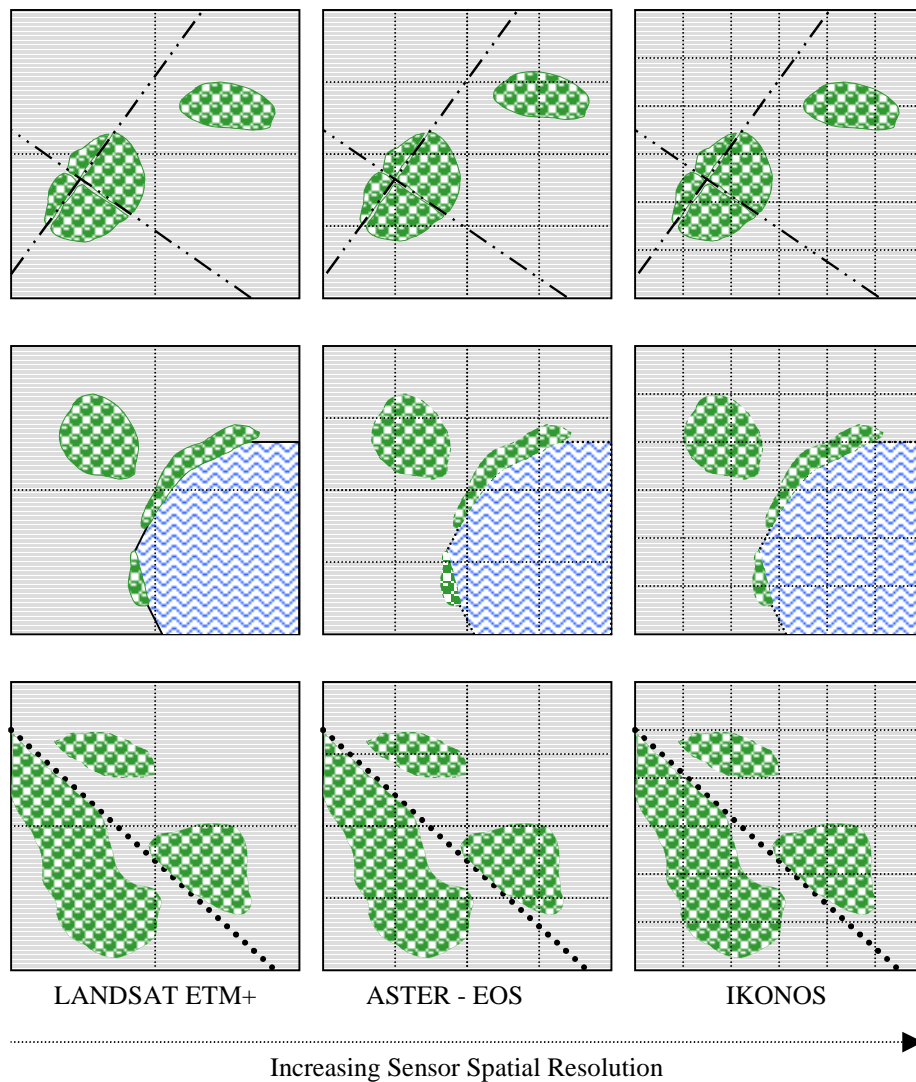 LANDSAT ETM+
ASTER - EOS
IKONOS
Increasing Sensor Spatial Resolution